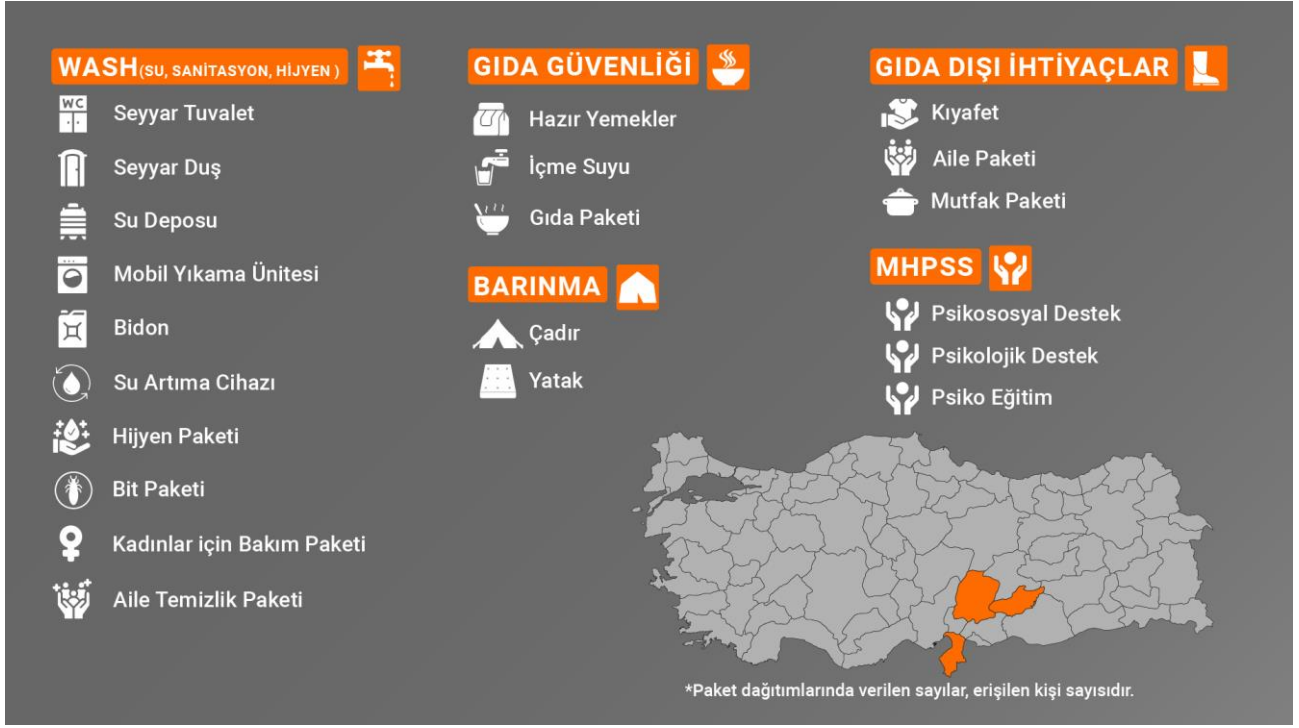 WASH(SU, SANİTASYON, HİJYEN )
WC
Seyyar Tuvalet
Seyyar Duş
Su Deposu
Mobil Yıkama Ünitesi
Bidon
Su Artıma Cihazı
Hijyen Paketi
Bit Paketi
Kadınlar için Bakım Paketi
Aile Temizlik Paketi
GIDA GÜVENLİĞİ
Hazır Yemekler
İçme Suyu
Gıda Paketi
BARINMA
Çadır
Yatak
GIDA DIŞI İHTİYAÇLAR
Kıyafet
Aile Paketi
Mutfak Paketi
MHPSS
Psikososyal Destek
Psikolojik Destek
Psiko Eğitim
*Paket dağıtımlarında verilen sayılar, erişilen kişi sayısıdır.